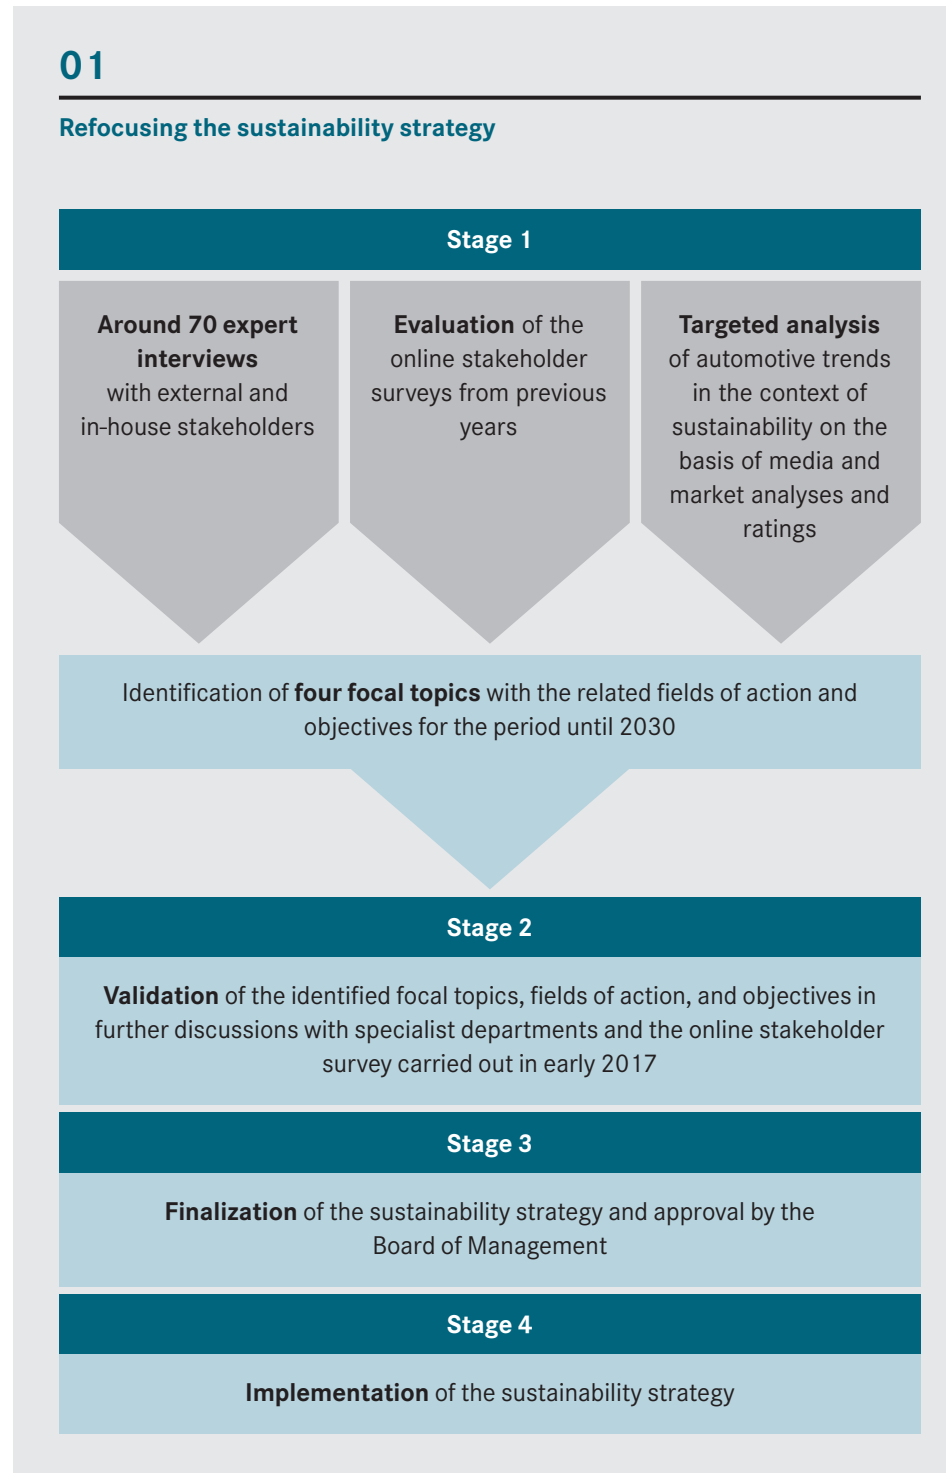 01
Refocusing the sustainability strategy
Stage 1
Around 70 expert
interviews
with external and
in-house stakeholders
Evaluation of the
online stakeholder
surveys from previous
years
Targeted analysis
of automotive trends
in the context of
sustainability on the
basis of media and
market analyses and
ratings
Identification of four focal topics with the related fields of action and
objectives for the period until 2030
Stage 2
Validation of the identified focal topics, fields of action, and objectives in
further discussions with specialist departments and the online stakeholder
survey carried out in early 2017
Stage 3
Finalization of the sustainability strategy and approval by the
Board of Management
Stage 4
Implementation of the sustainability strategy